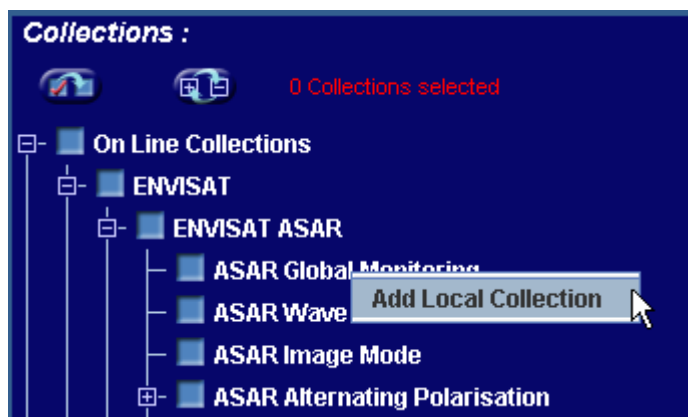 Collections :
0 Collections selected
On Line Collections
ENVISAT
ENVISAT ASAR
ASAR Global Monitoring
Add Local Collection
ASAR Wave
ASAR Image Mode
ASAR Alternating Polarisation